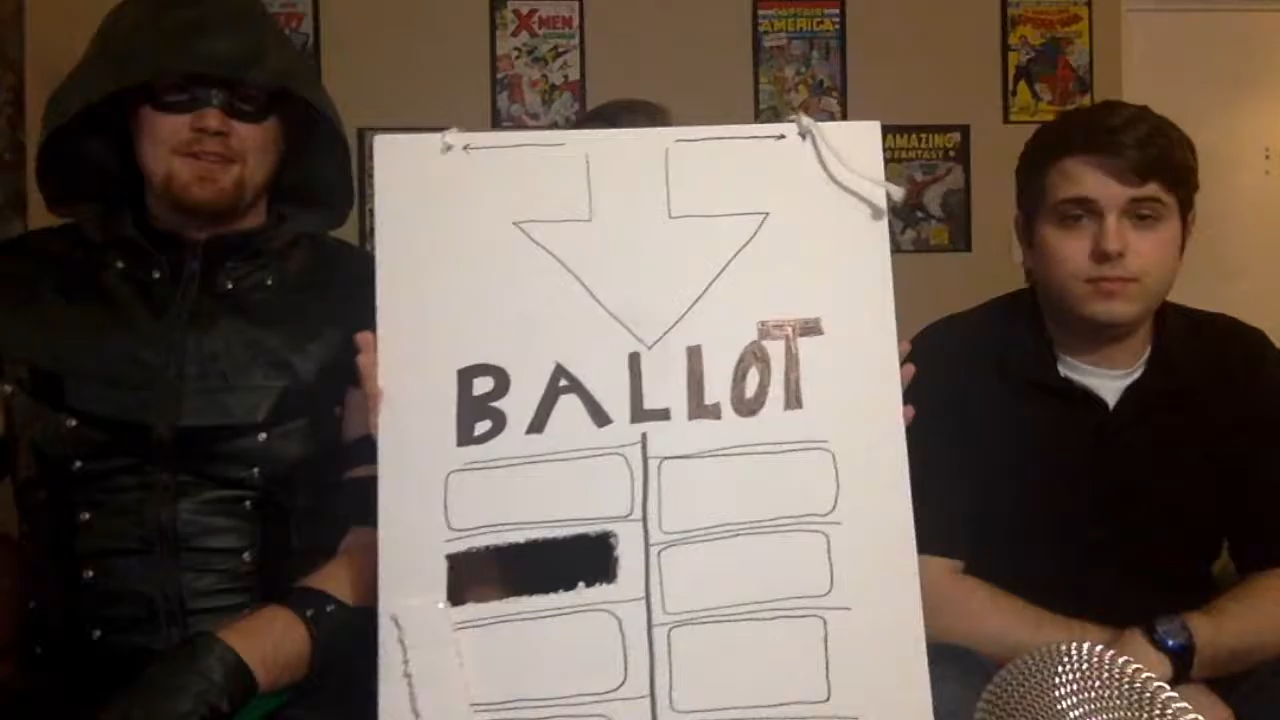 X-MEN
CAPTAIN
AMERICA
AMAZING
FANTASY
BALLOT